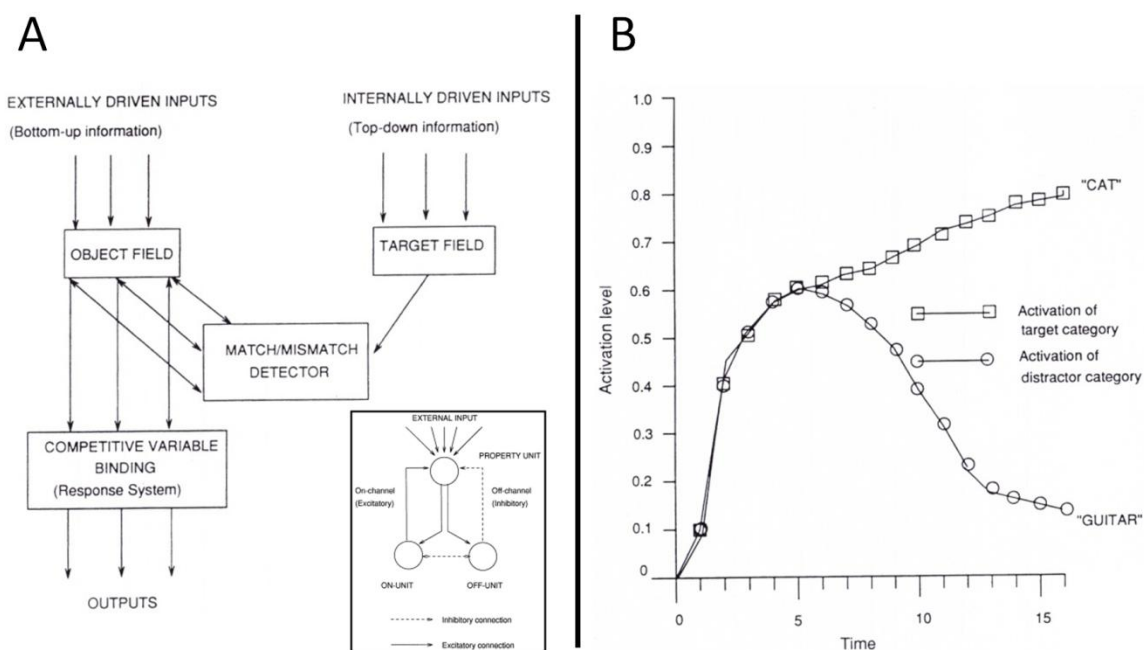 A
EXTERNALLY DRIVEN INPUTS
(Bottom-up information)
INTERNALLY DRIVEN INPUTS
(Top-down information)
OBJECT FIELD
TARGET FIELD
MATCH/MISMATCH
DETECTOR
COMPETITIVE VARIABLE
BINDING
(Response System)
OUTPUTS
EXTERNAL INPUT
PROPERTY UNIT
On-channel
(Excitatory)
Off-channel
(Inhibitory)
ON-UNIT
OFF-UNIT
Inhibitory connection
Excitatory connection
B
Activation level
1.0
0.9
0.8
0.7
0.6
0.5
0.4
0.3
0.2
0.1
0
"CAT"
Activation of
target category
Activation of
distractor category
"GUITAR"
0
5
10
15
Time